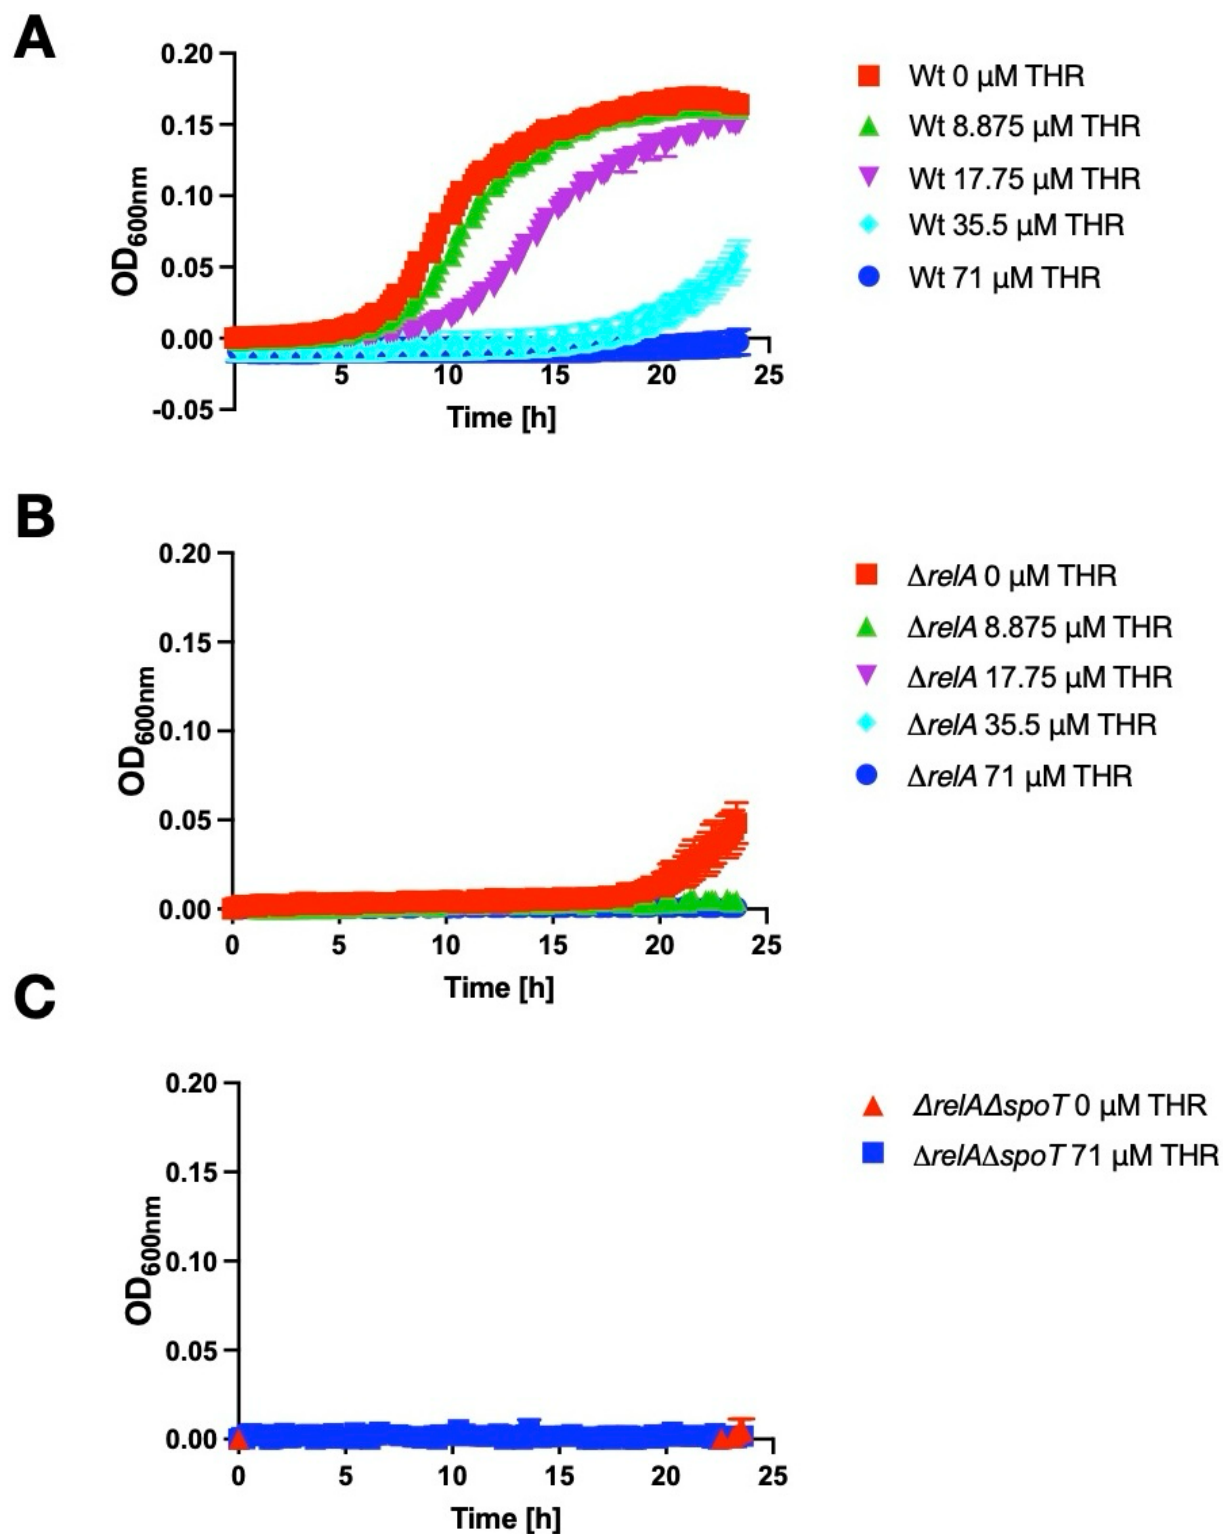 A
0.20
0.15
0.10
0.05
0.00
-0.05
OD600nm
5 10 15 20 25
Time [h]
Wt 0 µM THR
Wt 8.875 µM THR
Wt 17.75 µM THR
Wt 35.5 µM THR
Wt 71 µM THR
B
0.20
0.15
0.10
0.05
0.00
OD600nm
0 5 10 15 20 25
Time [h]
ΔrelA 0 µM THR
ΔrelA 8.875 µM THR
ΔrelA 17.75 µM THR
ΔrelA 35.5 µM THR
ΔrelA 71 µM THR
C
0.20
0.15
0.10
0.05
0.00
OD600nm
0 5 10 15 20 25
Time [h]
ΔrelAΔspoT 0 µM THR
ΔrelAΔspoT 71 µM THR